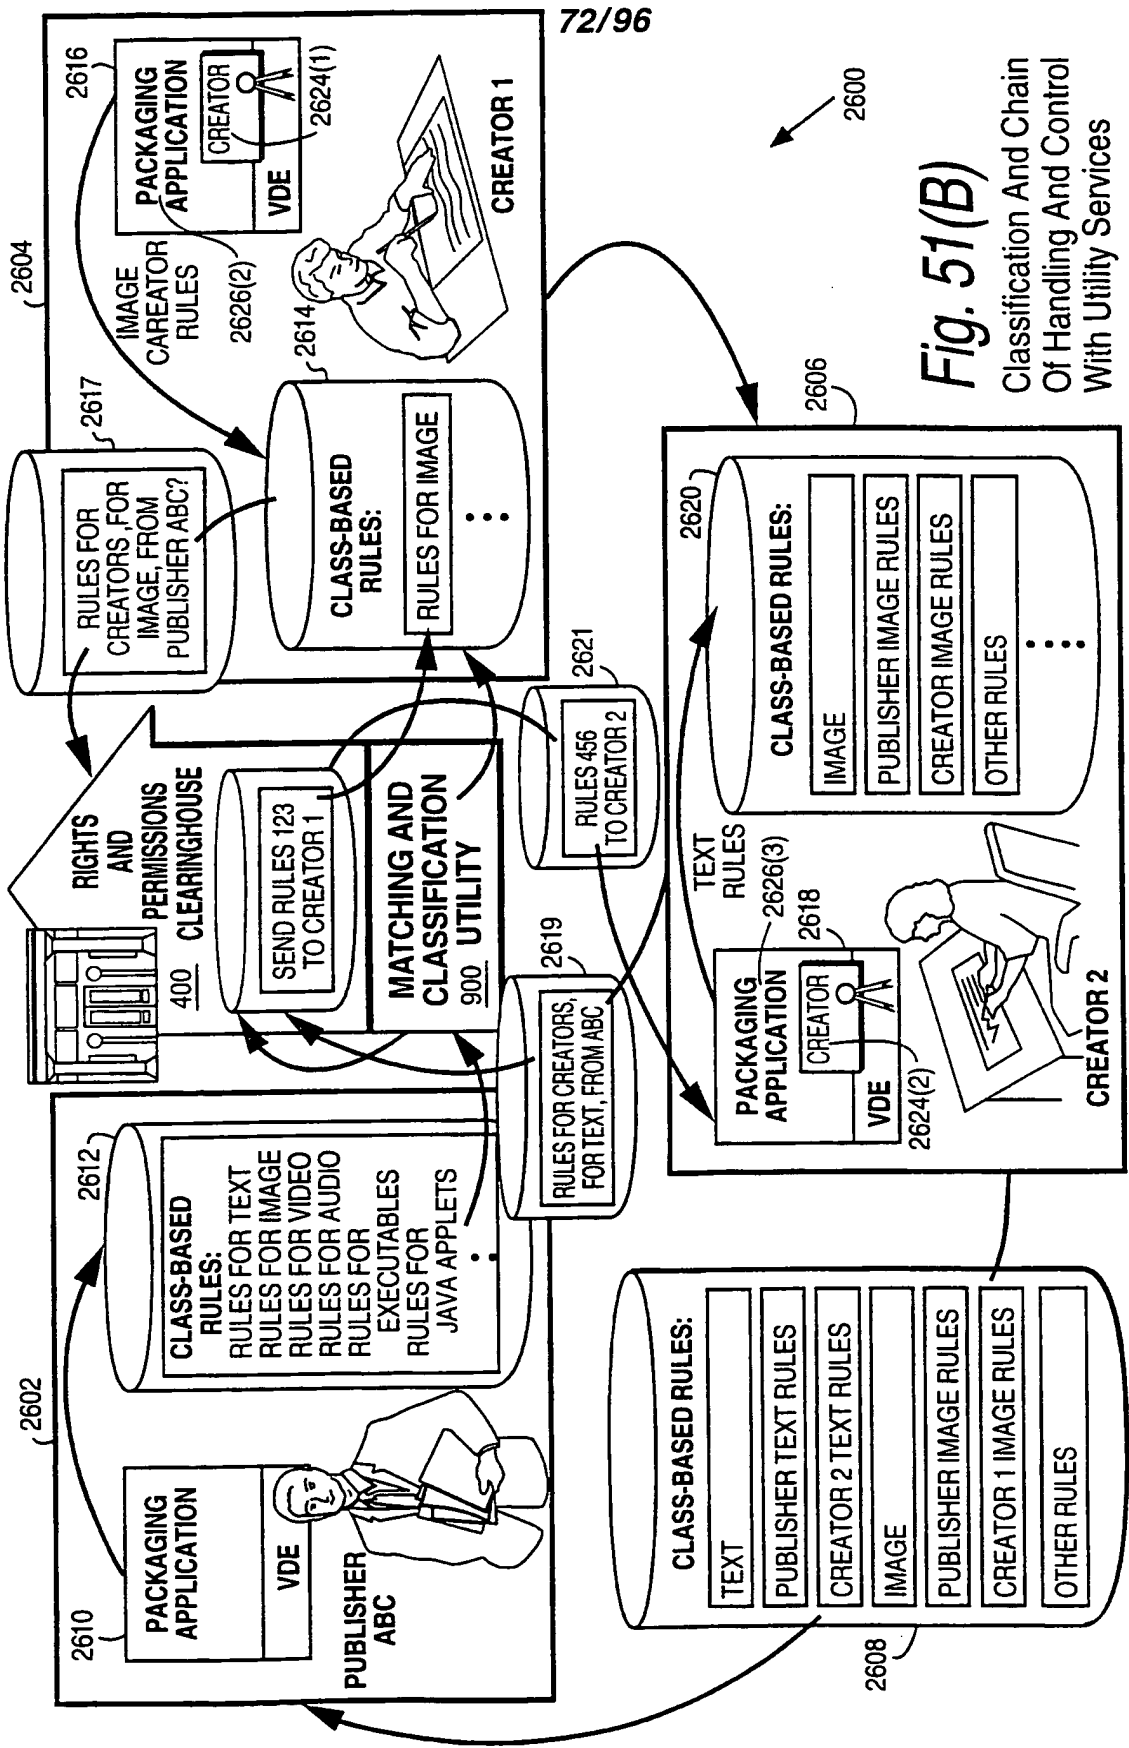 72/96
2602
2610
PACKAGING
APPLICATION
VDE
PUBLISHER
ABC
2612
CLASS-BASED
RULES:
RULES FOR TEXT
RULES FOR IMAGE
RULES FOR VIDEO
RULES FOR AUDIO
RULES FOR
EXECUTABLES
RULES FOR
JAVA APPLETS
RIGHTS
AND
PERMISSIONS
CLEARINGHOUSE
400
SEND RULES 123
TO CREATOR 1
MATCHING AND
CLASSIFICATION
900 UTILITY
2617
RULES FOR
CREATORS ,FOR
IMAGE, FROM
PUBLISHER ABC?
2604
2616
PACKAGING
APPLICATION
CREATOR
VDE
2624(1)
IMAGE
CAREATOR
RULES
2626(2)
2614
CLASS-BASED
RULES:
RULES FOR IMAGE
CREATOR 1
2619
RULES FOR CREATORS,
FOR TEXT, FROM ABC
2621
RULES 456
TO CREATOR 2
2608
CLASS-BASED RULES:
TEXT
PUBLISHER TEXT RULES
CREATOR 2 TEXT RULES
IMAGE
PUBLISHER IMAGE RULES
CREATOR 1 IMAGE RULES
OTHER RULES
2606
PACKAGING
APPLICATION
CREATOR
VDE
2624(2)
2618
2626(3)
TEXT
RULES
2620
CLASS-BASED RULES:
IMAGE
PUBLISHER IMAGE RULES
CREATOR IMAGE RULES
OTHER RULES
CREATOR 2
2600
Fig. 51(B)
Classification And Chain
Of Handling And Control
With Utility Services